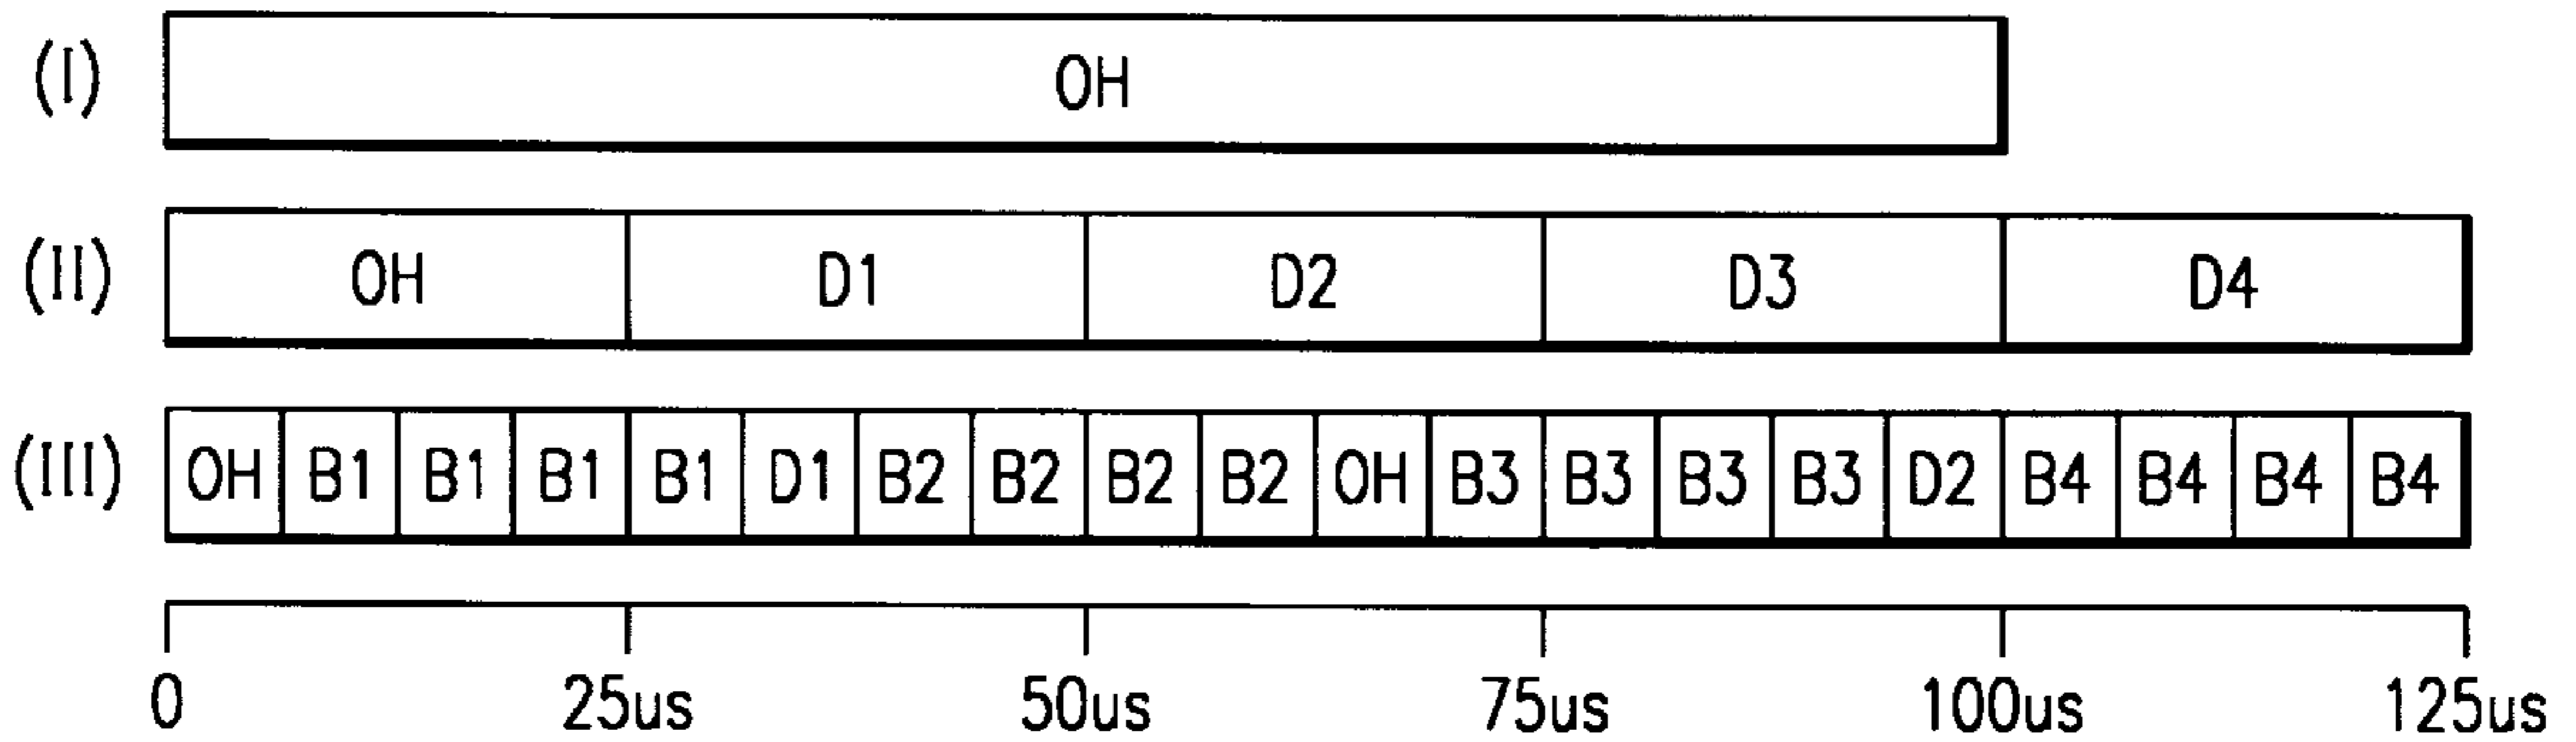 (I) OH
(II) OH D1 D2 D3 D4
(III) OH B1 B1 B1 B1 D1 B2 B2 B2 B2 OH B3 B3 B3 B3 D2 B4 B4 B4 B4
0 25us 50us 75us 100us 125us